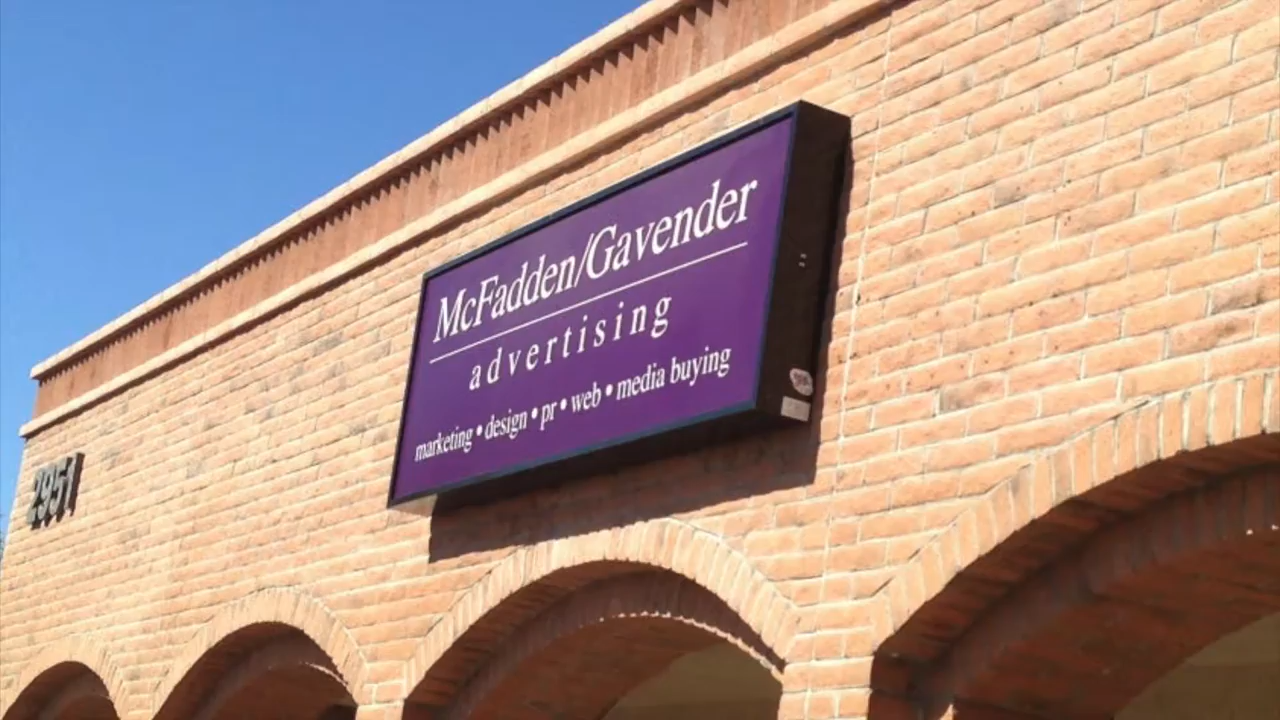 2951
McFadden/Gavender
advertising
marketing • design • pr • web • media buying